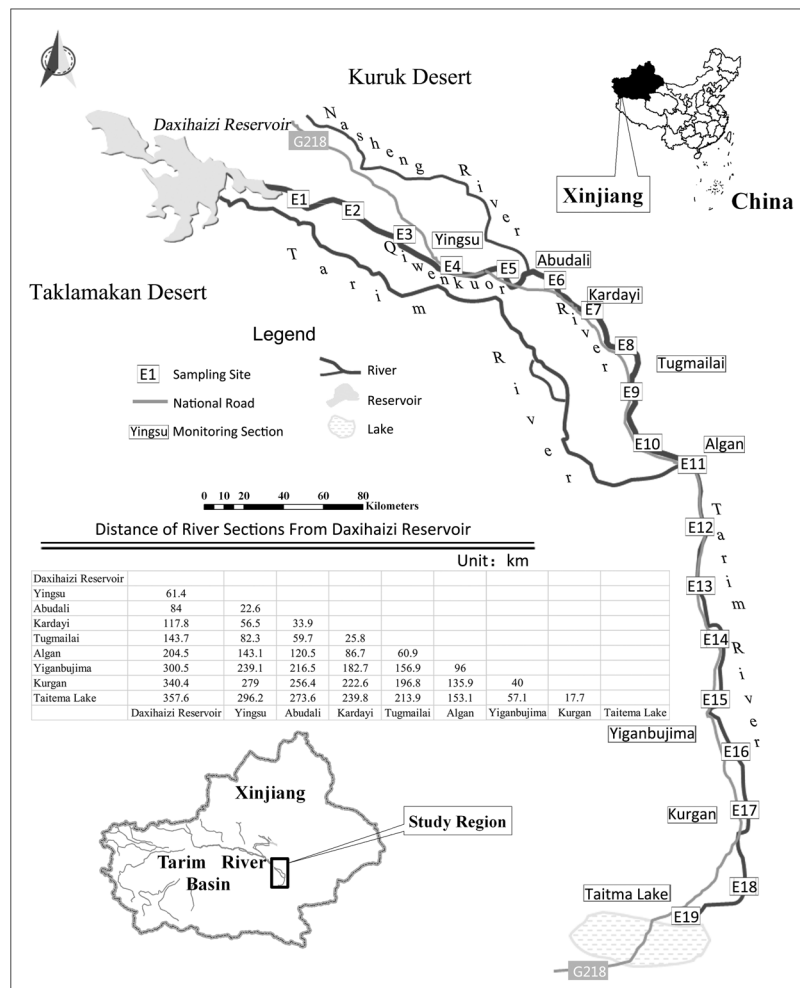 Kuruk Desert
Daxihaizi Reservoir
G218
Nasheng River
Xinjiang
China
E1
E2
E3
Yingsu
Qiwenkuor River
E4
E5
Abudali
E6
Tarim River
Taklamakan Desert
Kardayi
E7
E8
Tugmailai
E9
E10
Algan
E11
Legend
E1 Sampling Site
River
National Road
Reservoir
Yingsu Monitoring Section
Lake
0 10 20 40 60 80
Kilometers
Tarim River
E12
E13
E14
E15
Yiganbujima
E16
Kurgan
E17
E18
Taitma Lake
E19
G218
Distance of River Sections From Daxihaizi Reservoir
Unit: km
Daxihaizi Reservoir
Yingsu 61.4
Abudali 84 22.6
Kardayi 117.8 56.5 33.9
Tugmailai 143.7 82.3 59.7 25.8
Algan 204.5 143.1 120.5 86.7 60.9
Yiganbujima 300.5 239.1 216.5 182.7 156.9 96
Kurgan 340.4 279 256.4 222.6 196.8 135.9 40
Taitema Lake 357.6 296.2 273.6 239.8 213.9 153.1 57.1 17.7
Daxihaizi Reservoir Yingsu Abudali Kardayi Tugmailai Algan Yiganbujima Kurgan Taitema Lake
Xinjiang
Study Region
Tarim River
Basin